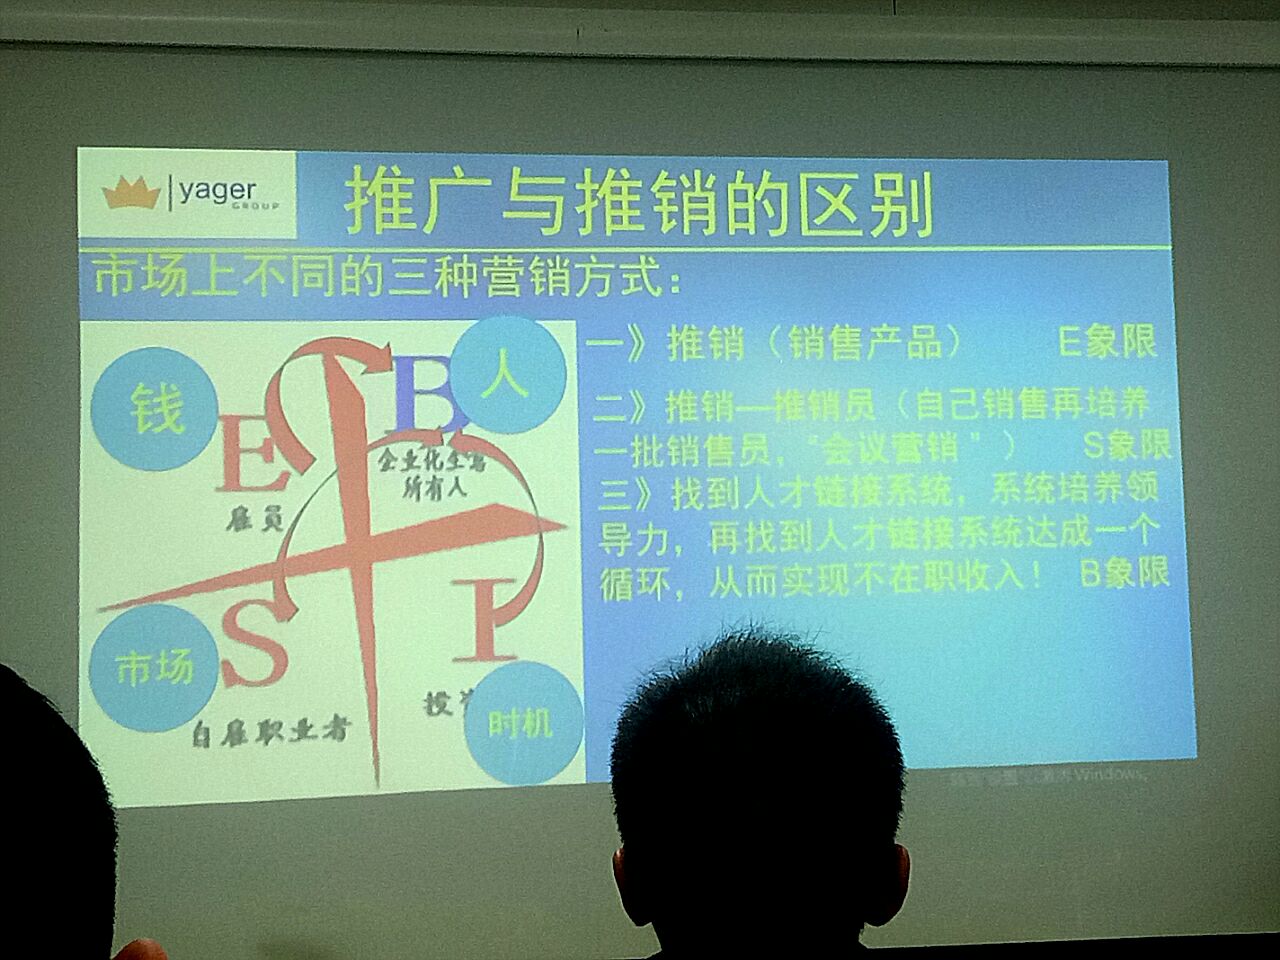 yager
GROUP
推广与推销的区别
市场上不同的三种营销方式：
钱
E
雇员
B
人
企业化生意
所有人
S
市场
自雇职业者
I
投资
时机
一》推销（销售产品） E象限
二》推销—推销员（自己销售再培养
一批销售员，“会议营销”） S象限
三》找到人才链接系统，系统培养领
导力，再找到人才链接系统达成一个
循环，从而实现不在职收入！ B象限
Windows。